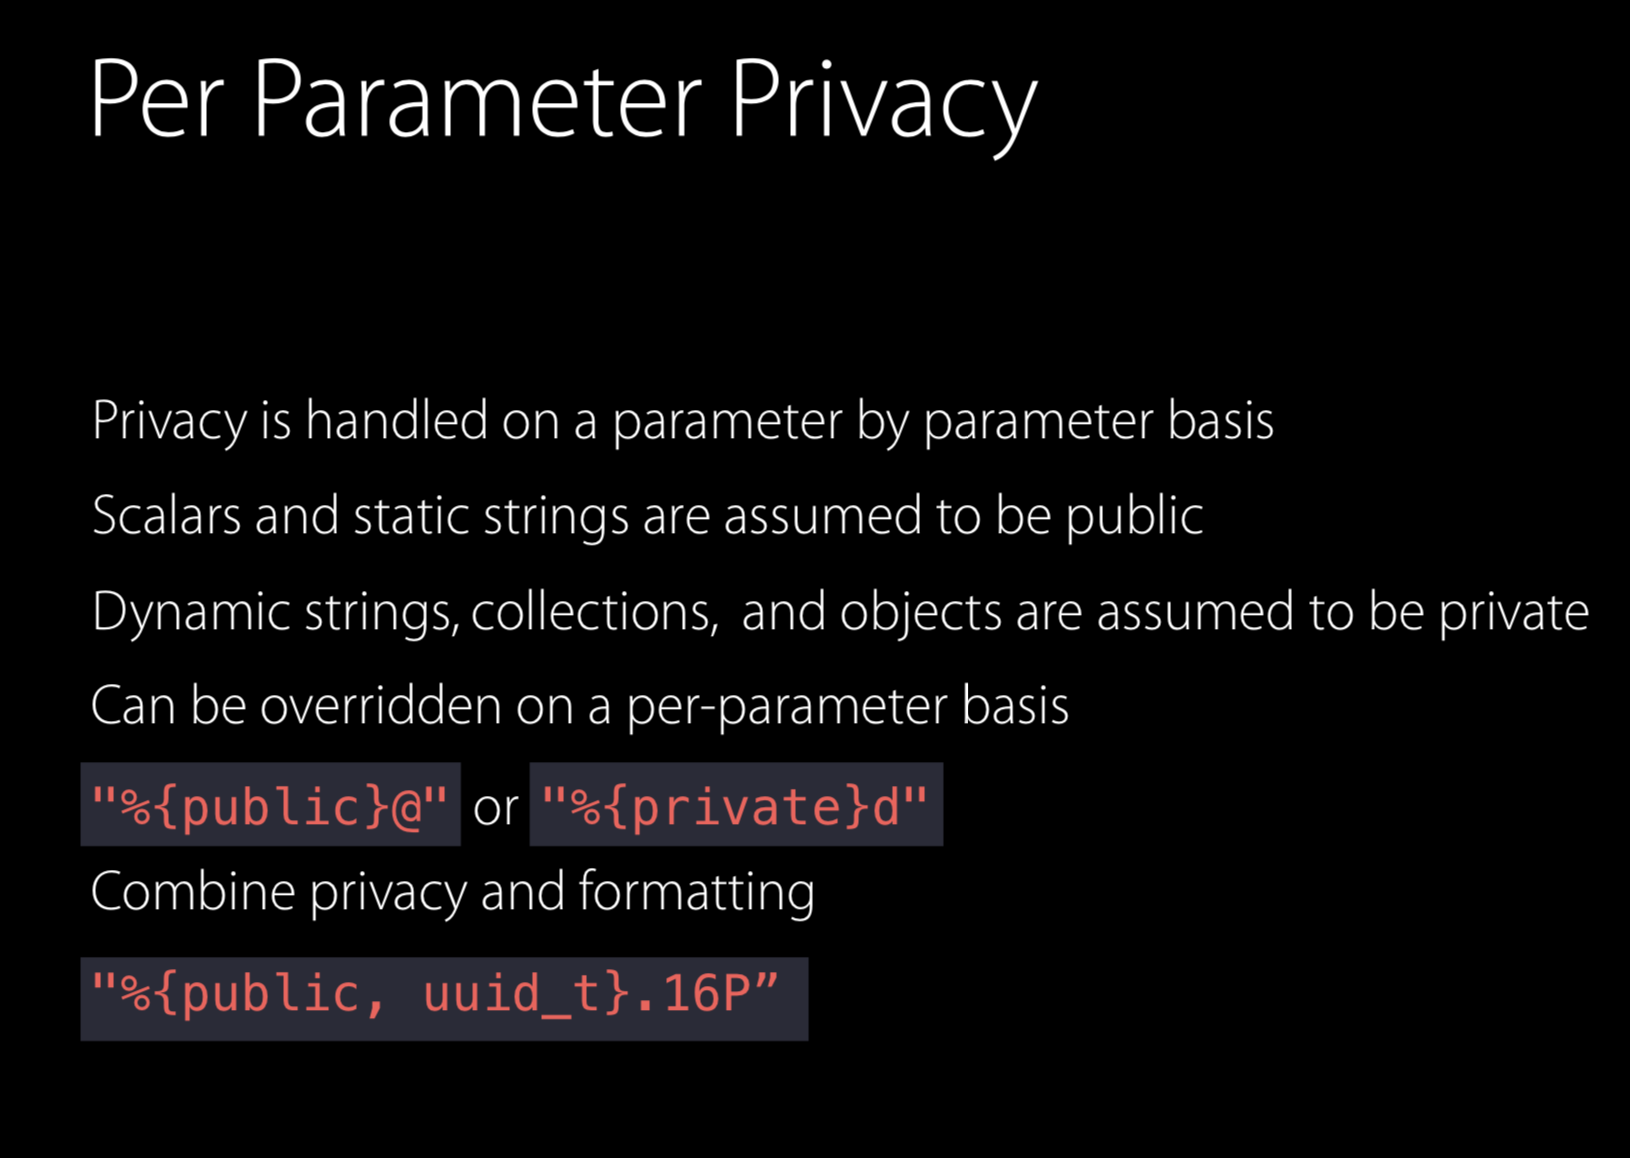 Per Parameter Privacy
Privacy is handled on a parameter by parameter basis
Scalars and static strings are assumed to be public
Dynamic strings, collections, and objects are assumed to be private
Can be overridden on a per-parameter basis
"%{public}@" or "%{private}d"
Combine privacy and formatting
"%{public, uuid_t}.16P”